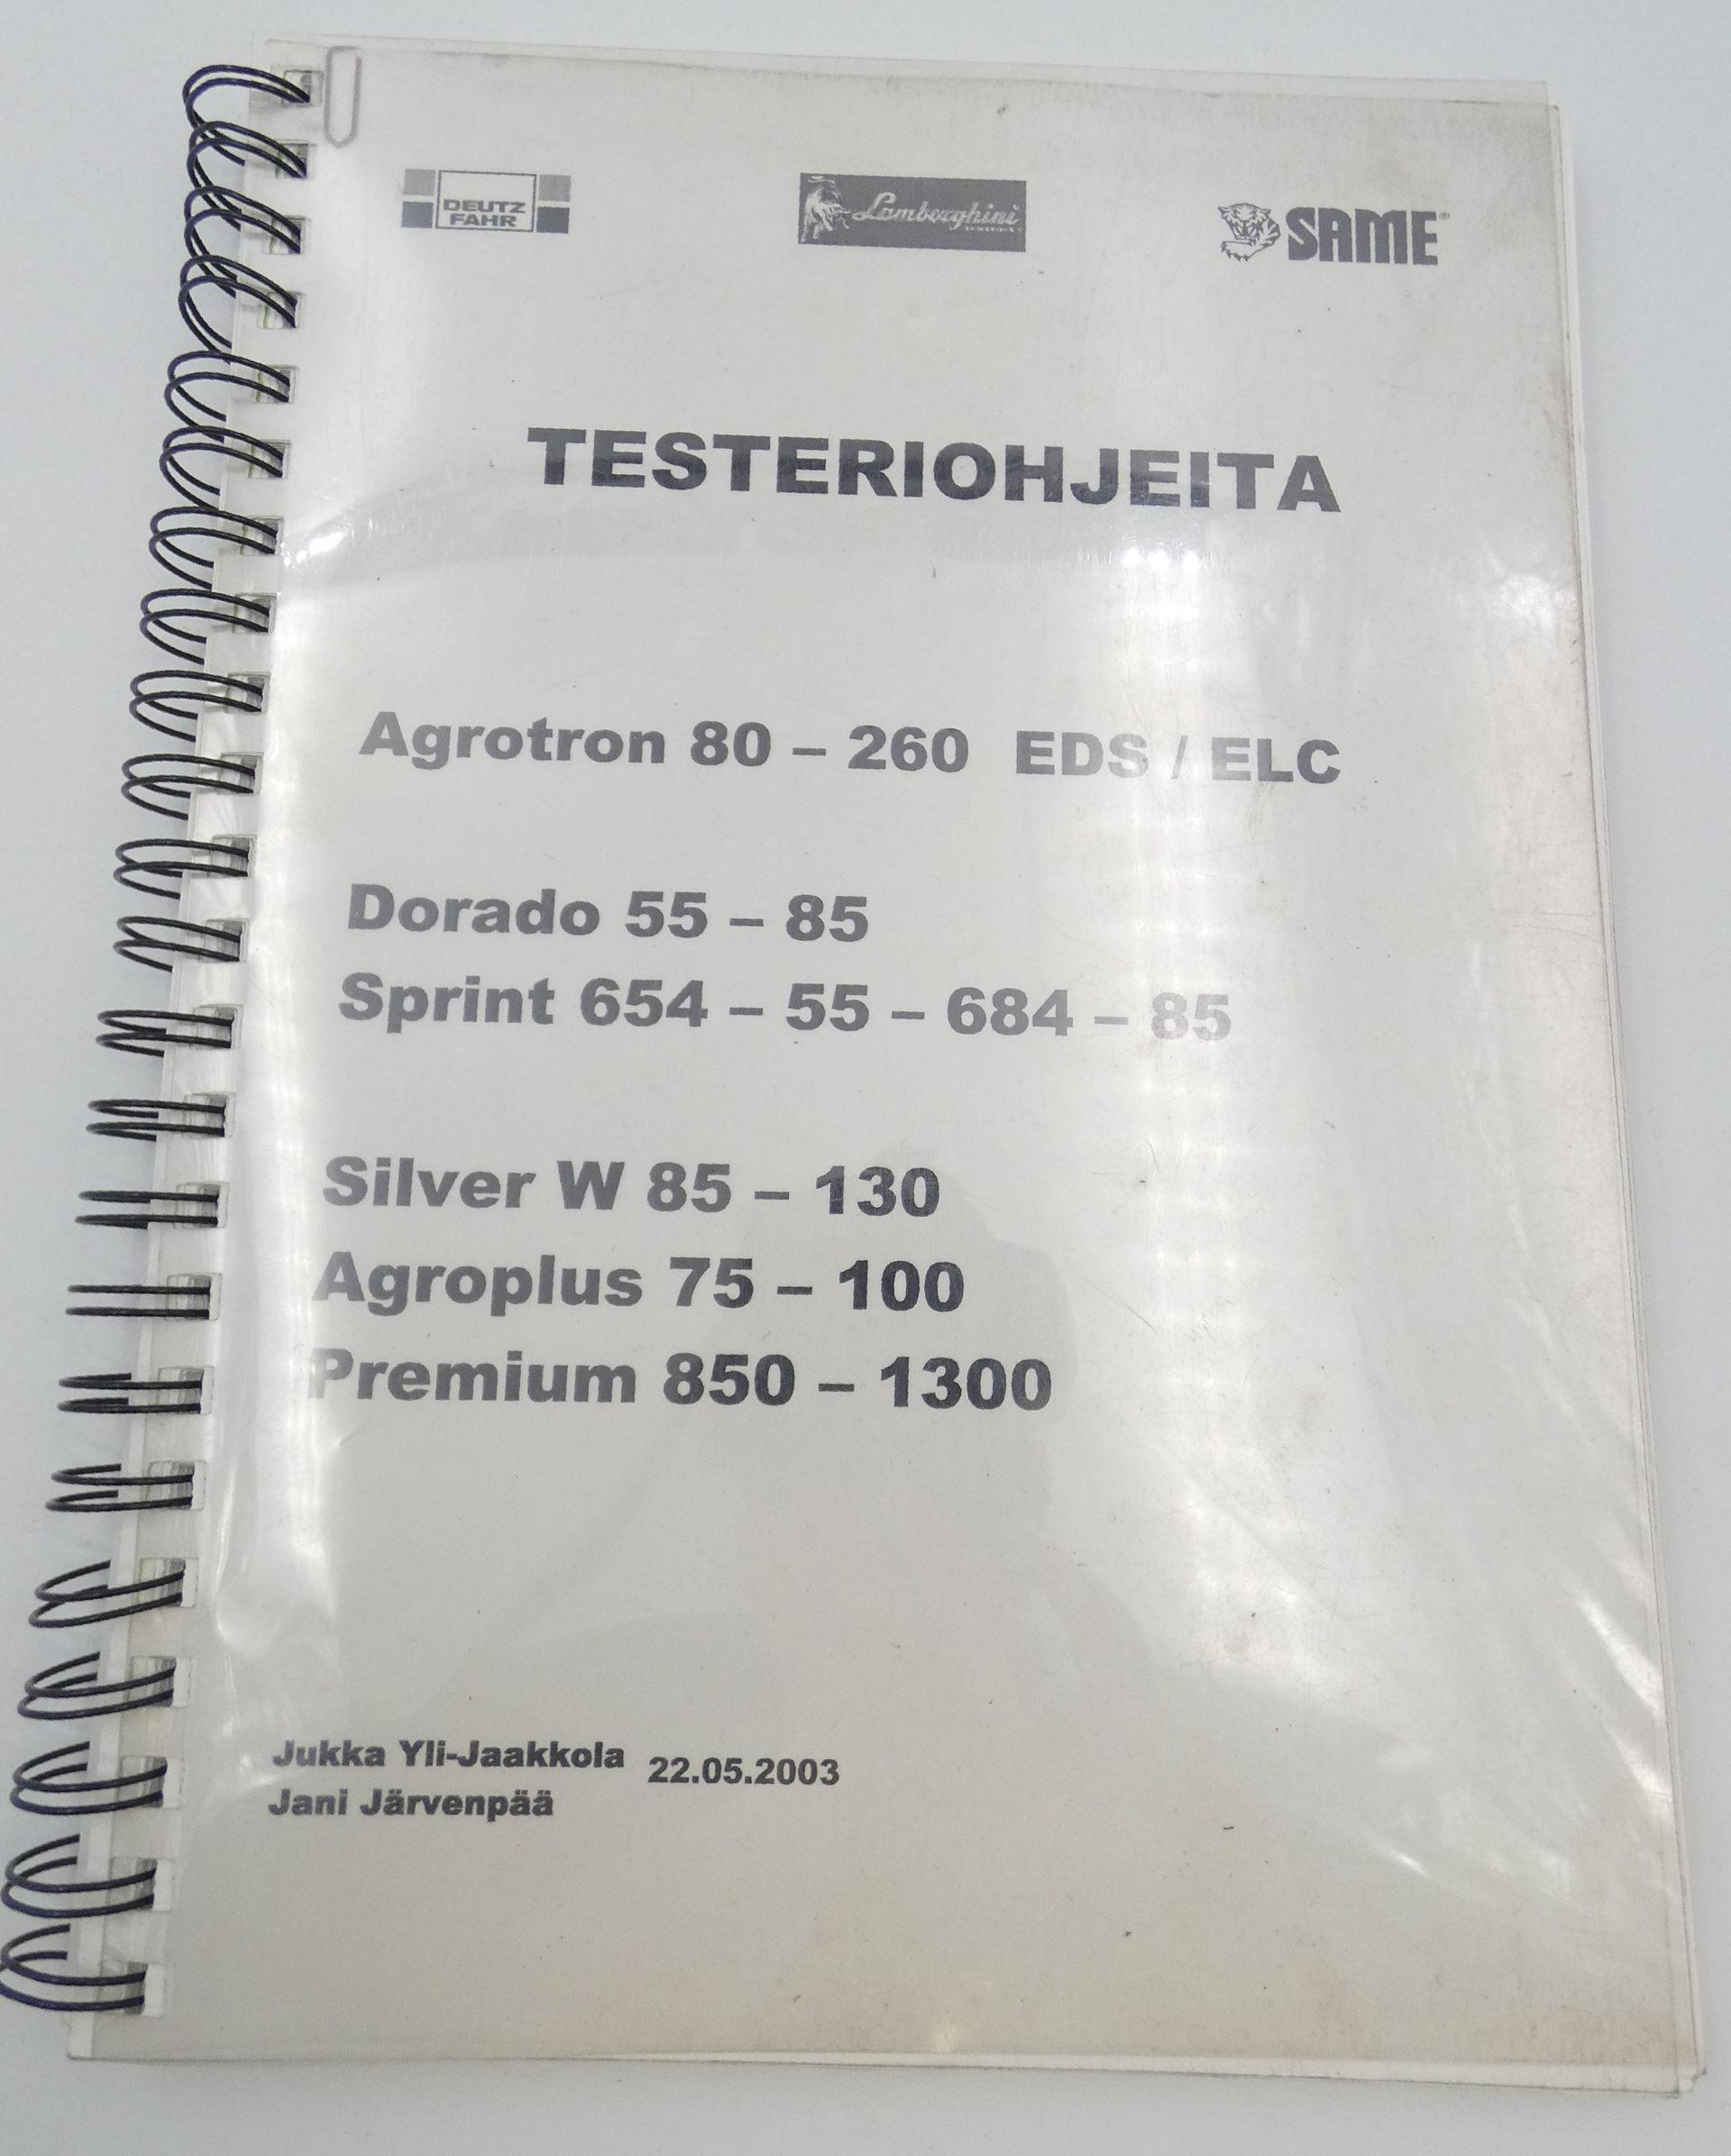 DEUTZ
FAHR
Lamborghini
SAME®
TESTERIOHJEITA
Agrotron 80 – 260 EDS / ELC
Dorado 55 – 85
Sprint 654 – 55 – 684 – 85
Silver W 85 – 130
Agroplus 75 – 100
Premium 850 – 1300
Jukka Yli-Jaakkola 22.05.2003
Jani Järvenpää